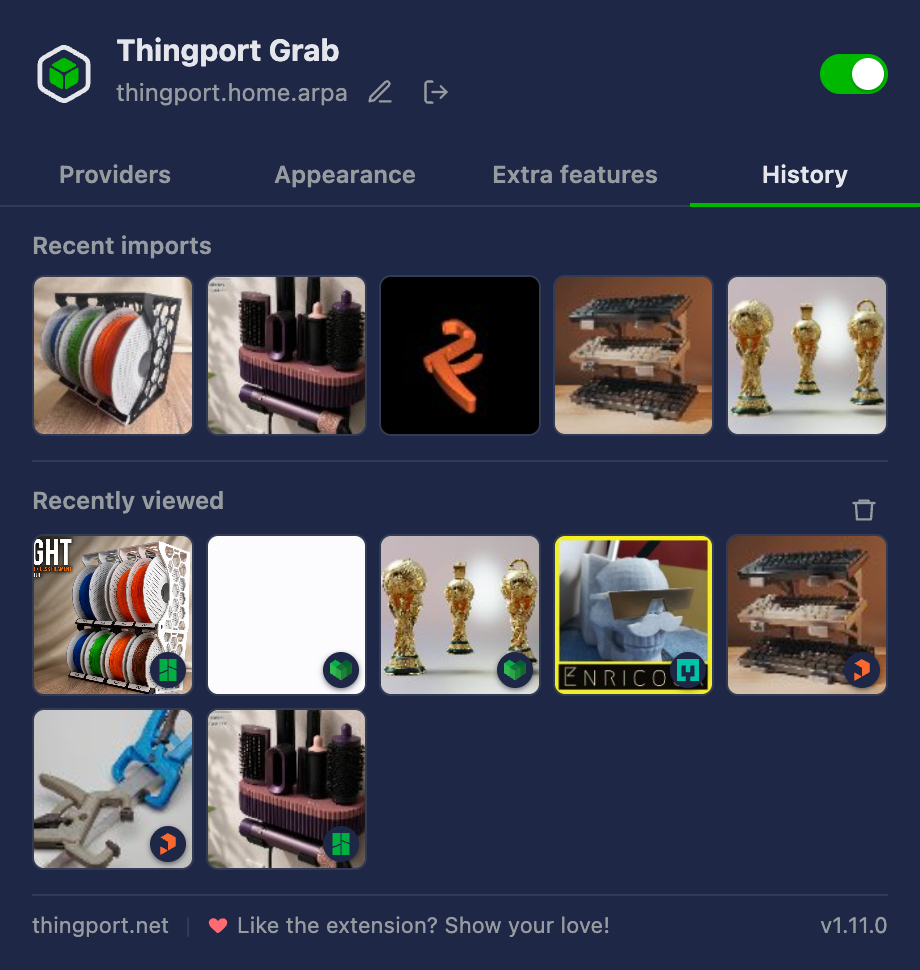 Thingport Grab
thingport.home.arpa
Providers
Appearance
Extra features
History
Recent imports
Recently viewed
GHT
ENRICO
thingport.net
Like the extension? Show your love!
v1.11.0